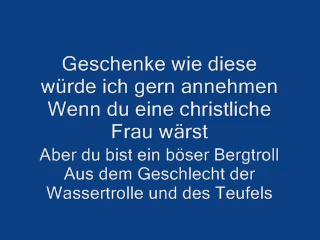 Geschenke wie diese
würde ich gern annehmen
Wenn du eine christliche
Frau wärst
Aber du bist ein böser Bergtroll
Aus dem Geschlecht der
Wassertrolle und des Teufels